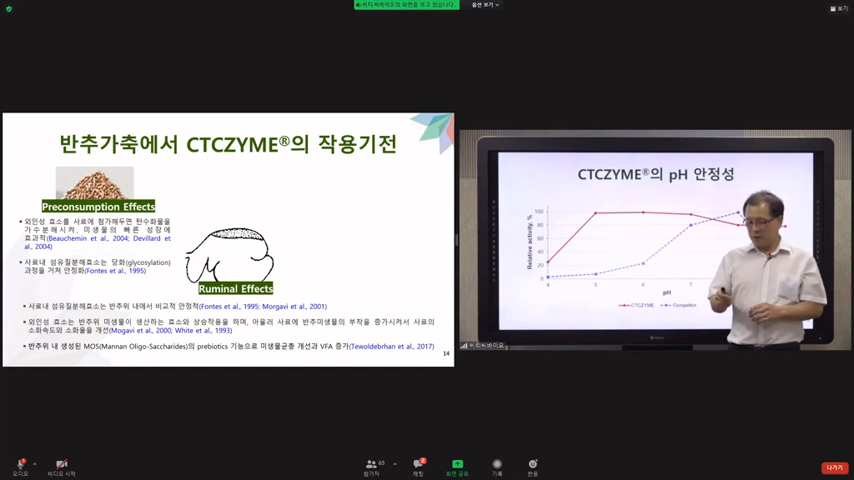 씨티씨바이오의 화면을 보고 있습니다.
옵션 보기
보기
반추가축에서 CTCZYME®의 작용기전
Preconsumption Effects
• 외인성 효소를 사료에 첨가해두면 탄수화물을
가수분해시켜, 미생물의 빠른 성장에
효과적(Beauchemin et al., 2004; Devillard et
al., 2004)
• 사료내 섬유질분해효소는 당화(glycosylation)
과정을 거쳐 안정화(Fontes et al., 1995)
Ruminal Effects
• 사료내 섬유질분해효소는 반추위 내에서 비교적 안정적(Fontes et al., 1995; Morgavi et al., 2001)
• 외인성 효소는 반추위 미생물이 생산하는 효소와 상승작용을 하며, 아울러 사료에 반추미생물의 부착을 증가시켜서 사료의
소화속도와 소화율을 개선(Mogavi et al., 2000; White et al., 1993)
• 반추위 내 생성된 MOS(Mannan Oligo-Saccharides)의 prebiotics 기능으로 미생물균총 개선과 VFA 증가(Tewoldebrhan et al., 2017)
14
CTCZYME®의 pH 안정성
Relative activity, %
100
80
60
40
20
0
4 5 6 7
pH
CTCZYME Competitor
씨티씨바이오
오디오
비디오 시작
65
참가자
채팅
화면 공유
기록
반응
나가기